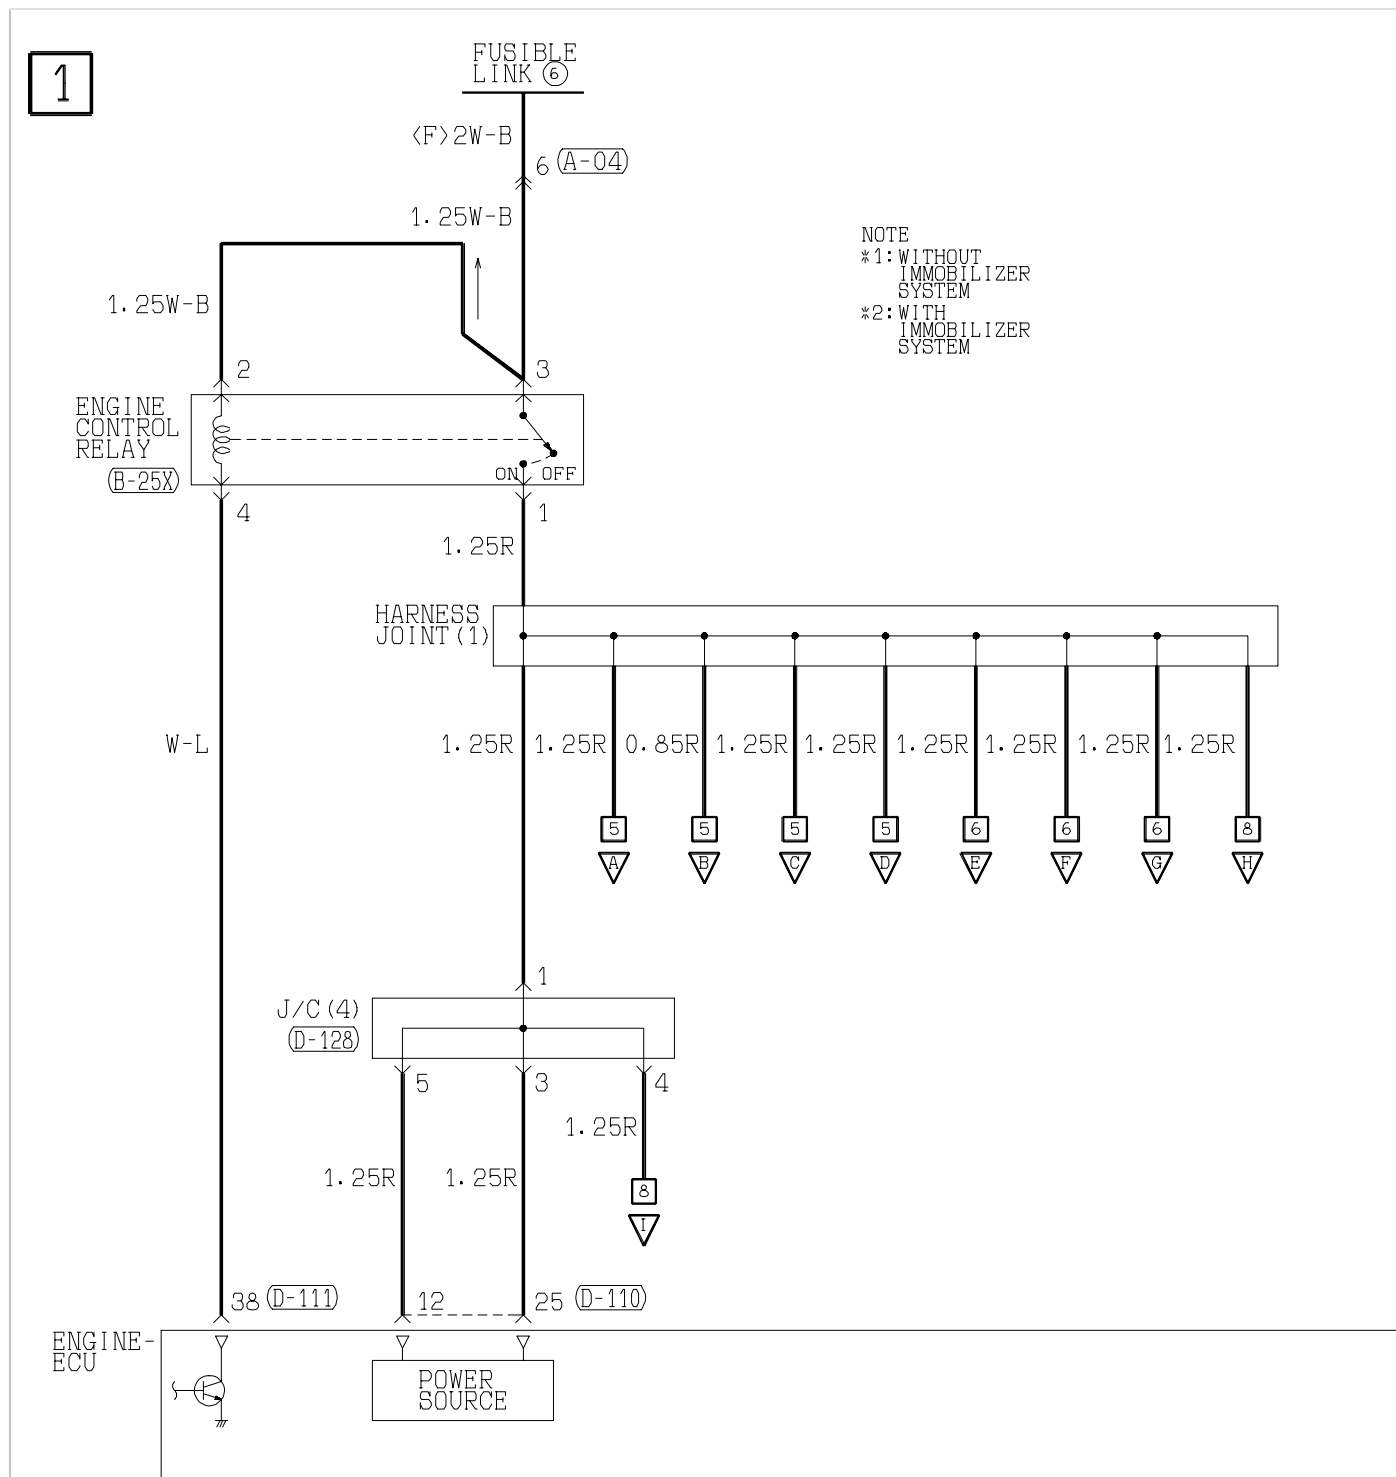 1
FUSIBLE
LINK ⑥
<F>2W-B
6 (A-04)
1.25W-B
NOTE
*1:WITHOUT
IMMOBILIZER
SYSTEM
*2:WITH
IMMOBILIZER
SYSTEM
1.25W-B
2
3
ENGINE
CONTROL
RELAY
(B-25X)
ON OFF
4
1
1.25R
HARNESS
JOINT(1)
W-L 1.25R 1.25R 0.85R 1.25R 1.25R 1.25R 1.25R 1.25R 1.25R
5 5 5 5 6 6 6 8
A B C D E F G H
1
J/C(4)
(D-128)
5 3 4
1.25R
1.25R 1.25R
8
I
38 (D-111) 12 25 (D-110)
ENGINE-
ECU
POWER
SOURCE